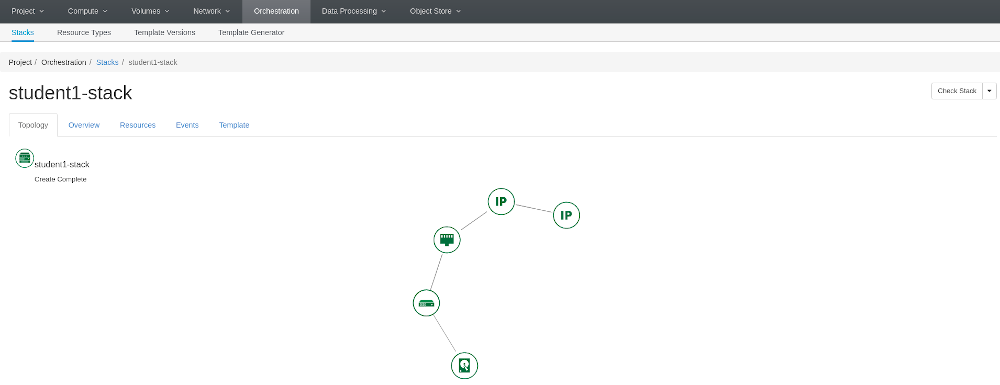 Project Compute Volumes Network Orchestration Data Processing Object Store
Stacks Resource Types Template Versions Template Generator
Project / Orchestration / Stacks / student1-stack
student1-stack
Check Stack
Topology Overview Resources Events Template
student1-stack
Create Complete
IP
IP